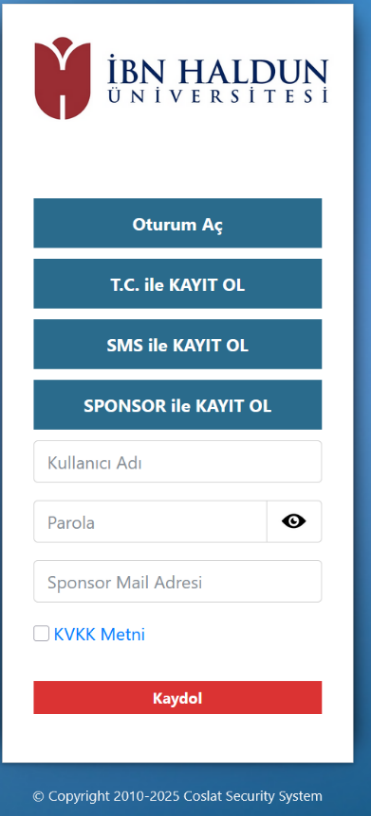 İBN HALDUN
ÜNİVERSİTESİ
Oturum Aç
T.C. ile KAYIT OL
SMS ile KAYIT OL
SPONSOR ile KAYIT OL
Kullanıcı Adı
Parola
Sponsor Mail Adresi
KVKK Metni
Kaydol
© Copyright 2010-2025 Coslat Security System